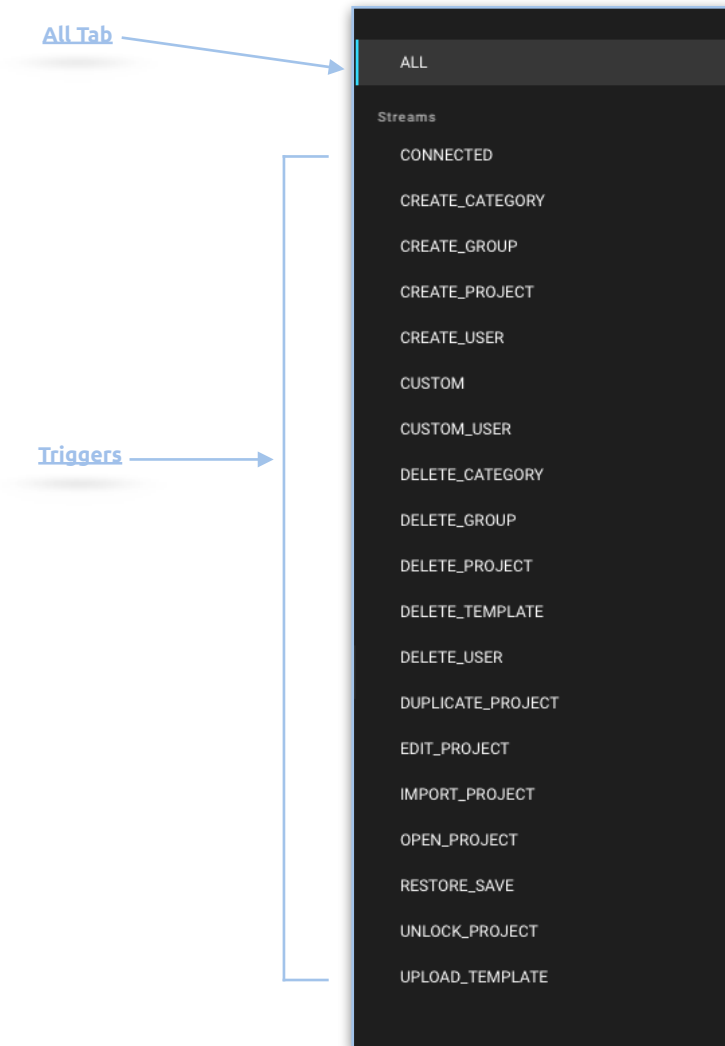 All Tab
ALL
Streams
CONNECTED
CREATE_CATEGORY
CREATE_GROUP
CREATE_PROJECT
CREATE_USER
CUSTOM
CUSTOM_USER
Triggers
DELETE_CATEGORY
DELETE_GROUP
DELETE_PROJECT
DELETE_TEMPLATE
DELETE_USER
DUPLICATE_PROJECT
EDIT_PROJECT
IMPORT_PROJECT
OPEN_PROJECT
RESTORE_SAVE
UNLOCK_PROJECT
UPLOAD_TEMPLATE